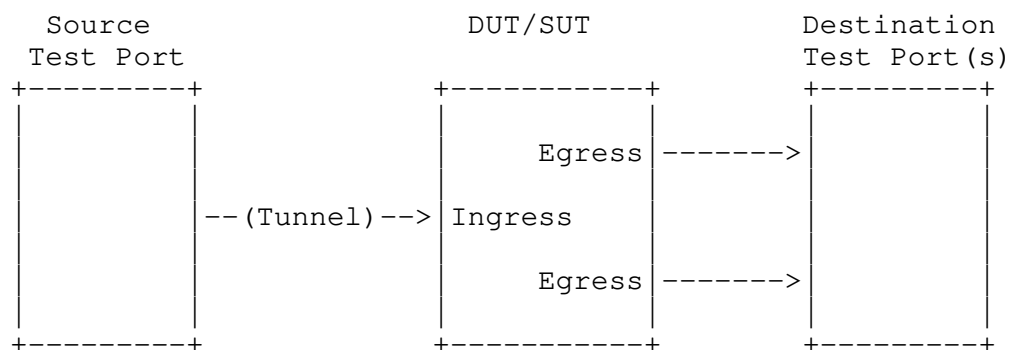 Source DUT/SUT Destination
Test Port Test Port(s)
Egress
--(Tunnel)--> Ingress
Egress